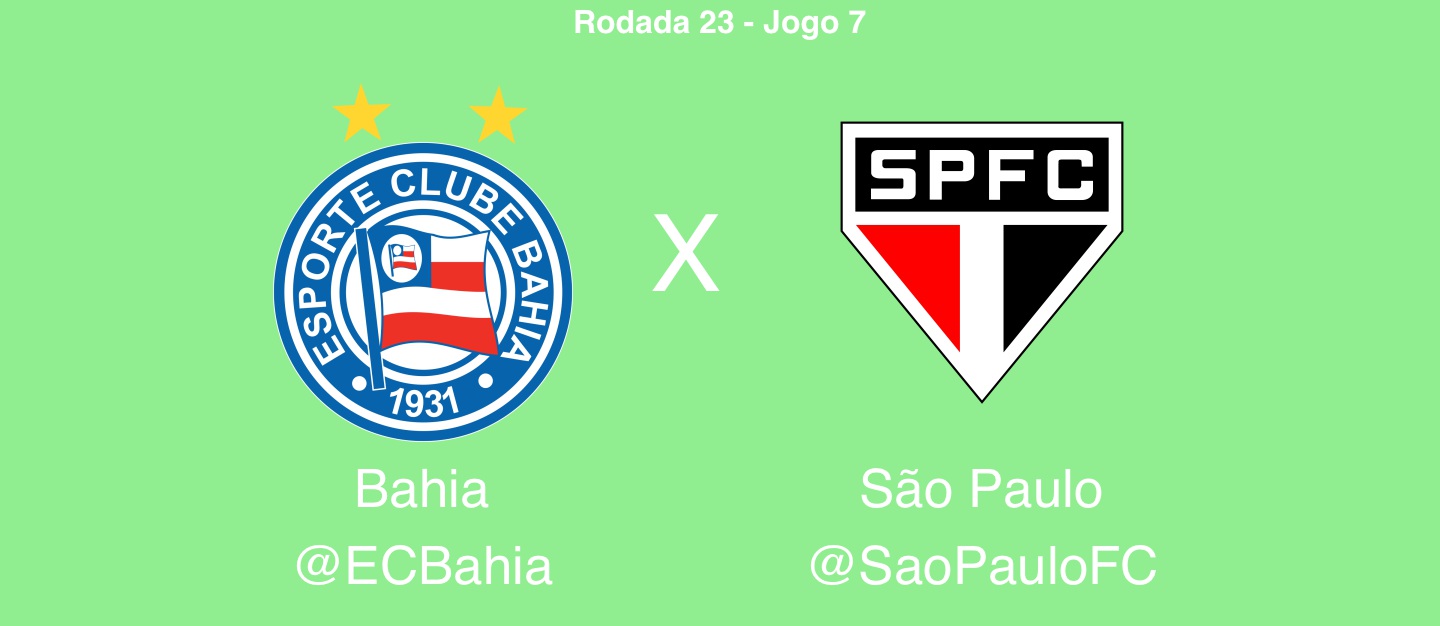 Rodada 23 - Jogo 7
ESPORTE CLUBE BAHIA
1931
X
SPFC
Bahia
São Paulo
@ECBahia
@SaoPauloFC